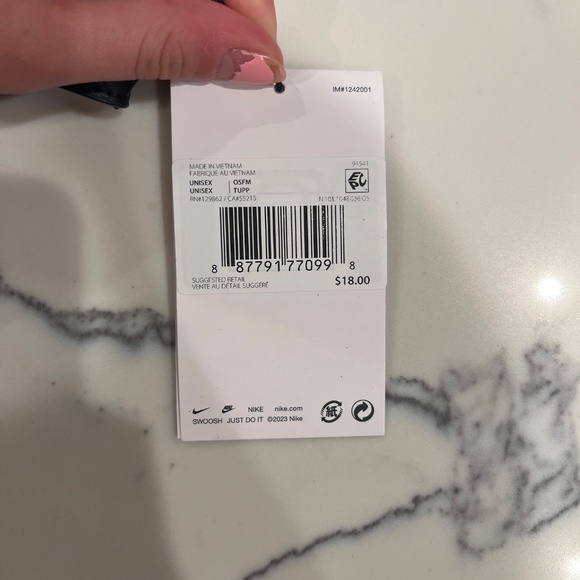 IM#1242001
MADE IN VIETNAM 91541
FABRIQUE AU VIETNAM
UNISEX OSFM
UNISEX TUPP
RN#129862 / CA#55215
8 87791 77099 8
SUGGESTED RETAIL
VENTE AU DÉTAIL SUGGÉRÉ $18.00
NIKE nike.com 紙
SWOOSH JUST DO IT ©2023 Nike